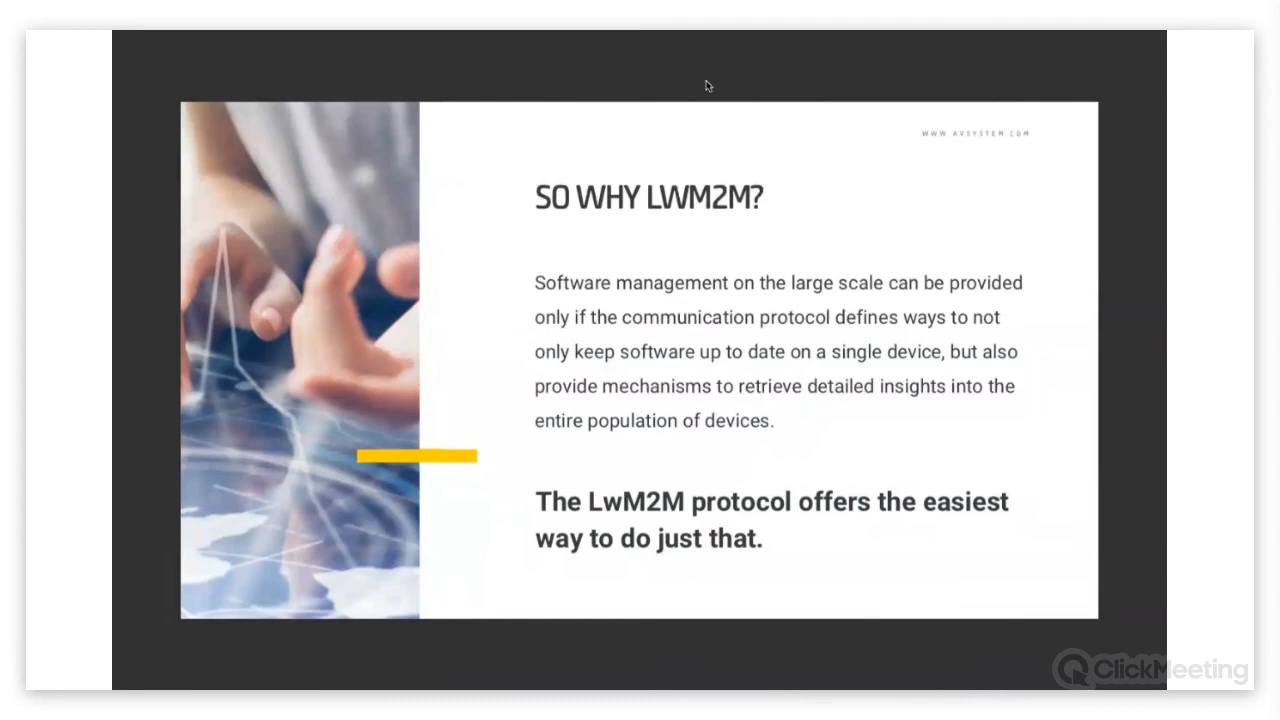 WWW.AVSYSTEM.COM
SO WHY LWM2M?
Software management on the large scale can be provided
only if the communication protocol defines ways to not
only keep software up to date on a single device, but also
provide mechanisms to retrieve detailed insights into the
entire population of devices.
The LwM2M protocol offers the easiest
way to do just that.
ClickMeeting